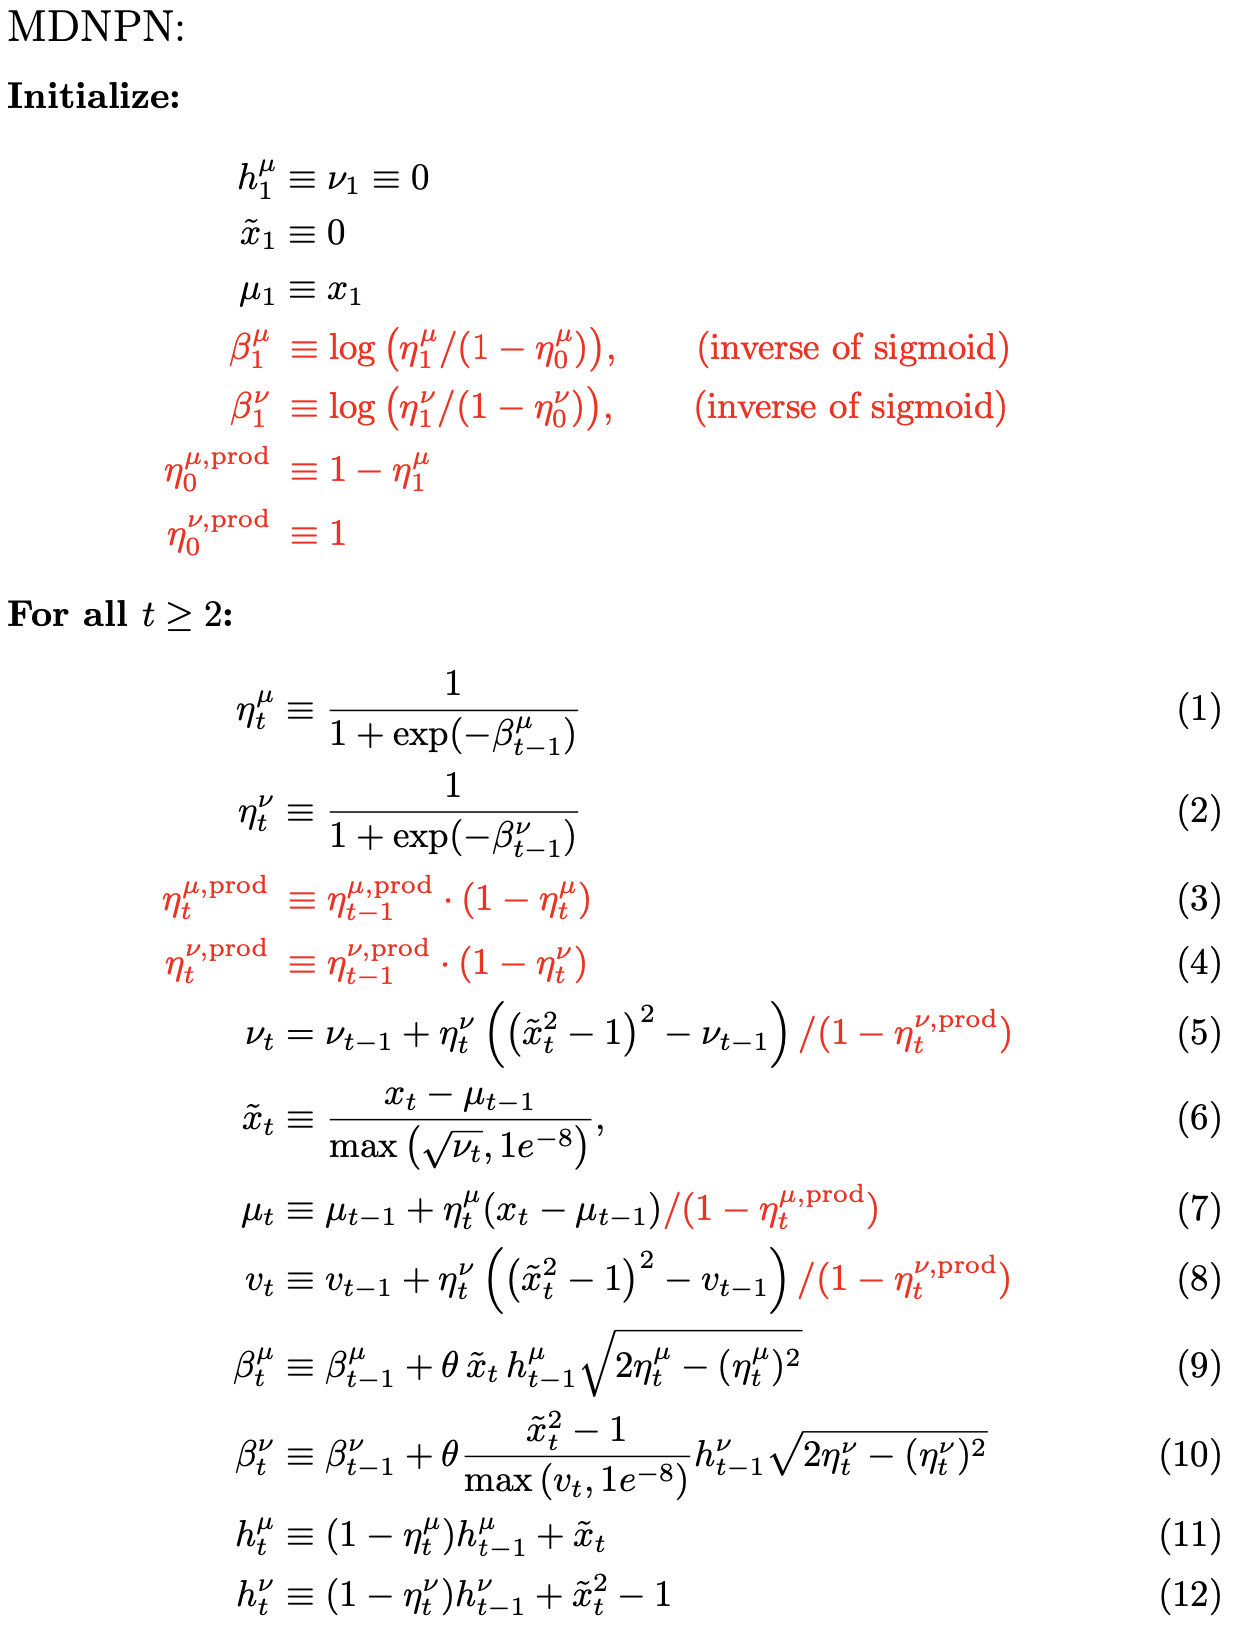 MDNPN:
Initialize:
h_1^μ ≡ ν_1 ≡ 0
x̃_1 ≡ 0
μ_1 ≡ x_1
β_1^μ ≡ log (η_1^μ/(1 − η_0^μ)), (inverse of sigmoid)
β_1^ν ≡ log (η_1^ν/(1 − η_0^ν)), (inverse of sigmoid)
η_0^{μ,prod} ≡ 1 − η_1^μ
η_0^{ν,prod} ≡ 1
For all t ≥ 2:
η_t^μ ≡ \frac{1}{1 + exp(−β_{t−1}^μ)} (1)
η_t^ν ≡ \frac{1}{1 + exp(−β_{t−1}^ν)} (2)
η_t^{μ,prod} ≡ η_{t−1}^{μ,prod} · (1 − η_t^μ) (3)
η_t^{ν,prod} ≡ η_{t−1}^{ν,prod} · (1 − η_t^ν) (4)
ν_t = ν_{t−1} + η_t^ν ((x̃_t^2 − 1)^2 − ν_{t−1}) /(1 − η_t^{ν,prod}) (5)
x̃_t ≡ \frac{x_t − μ_{t−1}}{max (√{ν_t}, 1e^{−8})}, (6)
μ_t ≡ μ_{t−1} + η_t^μ(x_t − μ_{t−1})/(1 − η_t^{μ,prod}) (7)
v_t ≡ v_{t−1} + η_t^ν ((x̃_t^2 − 1)^2 − v_{t−1}) /(1 − η_t^{ν,prod}) (8)
β_t^μ ≡ β_{t−1}^μ + θ x̃_t h_{t−1}^μ √{2η_t^μ − (η_t^μ)^2} (9)
β_t^ν ≡ β_{t−1}^ν + θ \frac{x̃_t^2 − 1}{max (v_t, 1e^{−8})} h_{t−1}^ν √{2η_t^ν − (η_t^ν)^2} (10)
h_t^μ ≡ (1 − η_t^μ)h_{t−1}^μ + x̃_t (11)
h_t^ν ≡ (1 − η_t^ν)h_{t−1}^ν + x̃_t^2 − 1 (12)